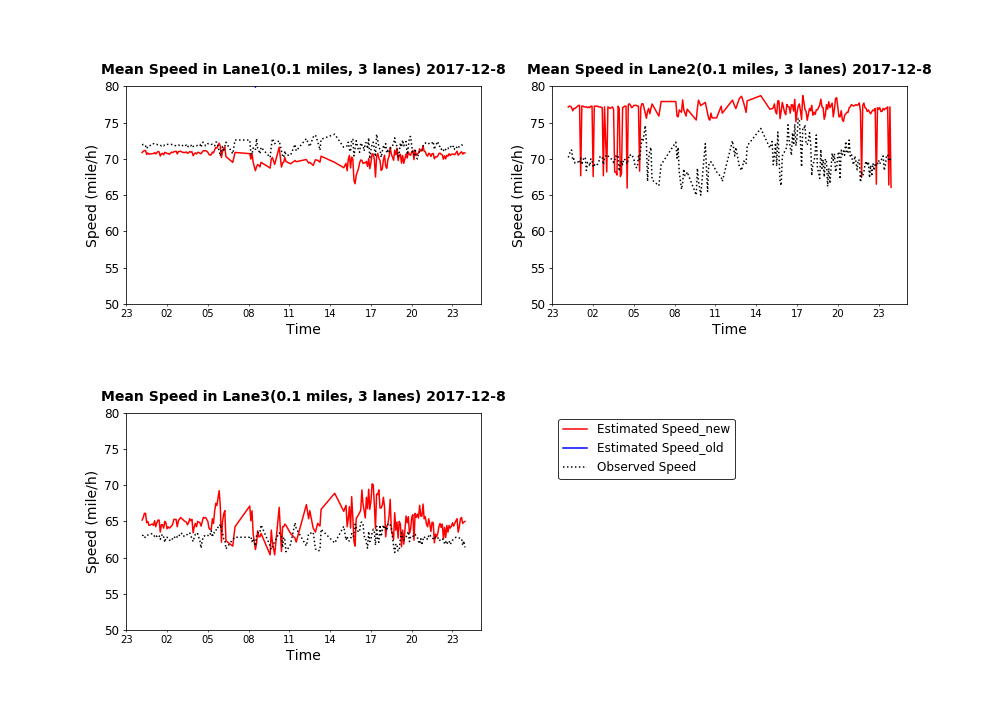 Mean Speed in Lane1(0.1 miles, 3 lanes) 2017-12-8
80
75
70
65
60
55
50
Speed (mile/h)
23 02 05 08 11 14 17 20 23
Time
Mean Speed in Lane2(0.1 miles, 3 lanes) 2017-12-8
80
75
70
65
60
55
50
Speed (mile/h)
23 02 05 08 11 14 17 20 23
Time
Mean Speed in Lane3(0.1 miles, 3 lanes) 2017-12-8
80
75
70
65
60
55
50
Speed (mile/h)
23 02 05 08 11 14 17 20 23
Time
Estimated Speed_new
Estimated Speed_old
Observed Speed